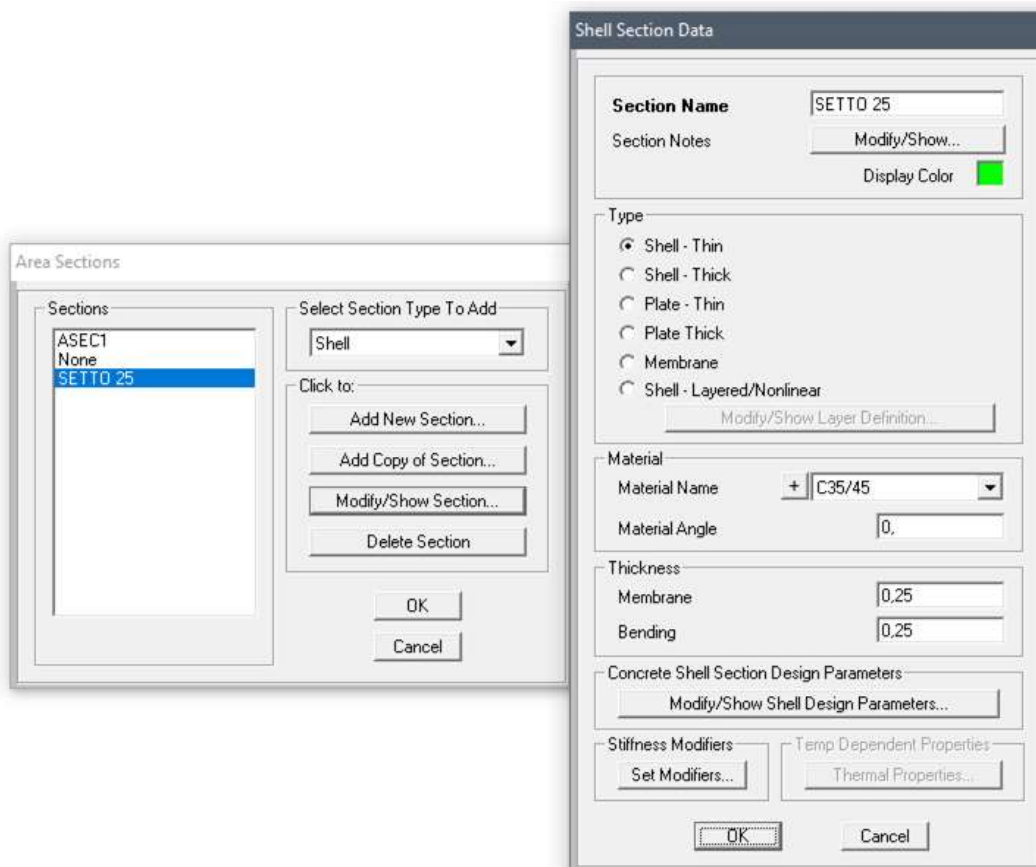 Area Sections
Sections
ASEC1
None
SETTO 25
Select Section Type To Add
Shell
Click to:
Add New Section...
Add Copy of Section...
Modify/Show Section...
Delete Section
OK
Cancel
Shell Section Data
Section Name SETTO 25
Section Notes Modify/Show...
Display Color
Type
Shell - Thin
Shell - Thick
Plate - Thin
Plate Thick
Membrane
Shell - Layered/Nonlinear
Modify/Show Layer Definition...
Material
Material Name + C35/45
Material Angle 0,
Thickness
Membrane 0,25
Bending 0,25
Concrete Shell Section Design Parameters
Modify/Show Shell Design Parameters...
Stiffness Modifiers
Set Modifiers...
Temp Dependent Properties
Thermal Properties...
OK
Cancel